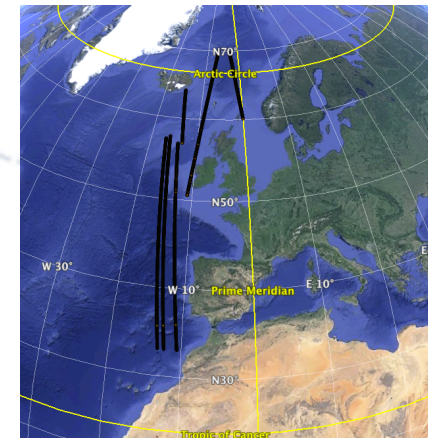 N70°
Arctic Circle
N50°
W 30°
W 10°
Prime Meridian
E 10°
E
N30°
Tropic of Cancer